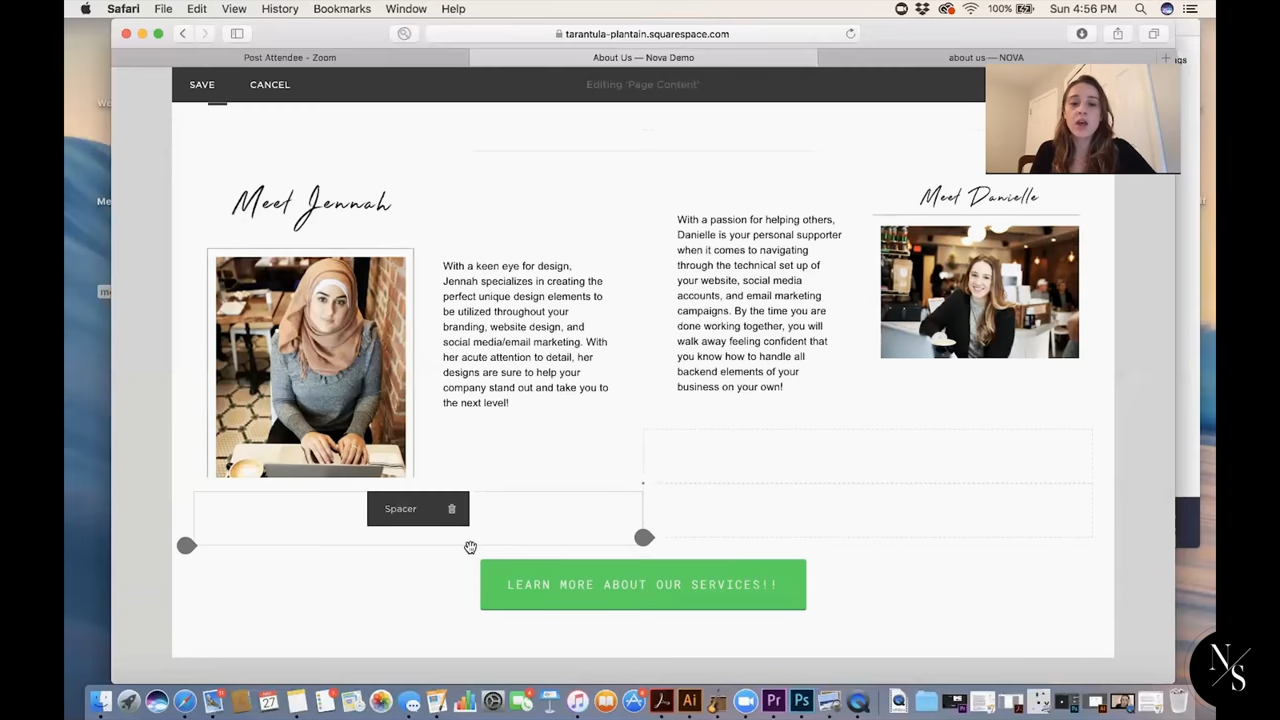 Safari File Edit View History Bookmarks Window Help
100% Sun 4:56 PM
tarantula-plantain.squarespace.com
Post Attendee - Zoom
About Us — Nova Demo
about us — NOVA
SAVE
CANCEL
Editing 'Page Content'
Meet Jennah
With a keen eye for design,
Jennah specializes in creating the
perfect unique design elements to
be utilized throughout your
branding, website design, and
social media/email marketing. With
her acute attention to detail, her
designs are sure to help your
company stand out and take you to
the next level!
With a passion for helping others,
Danielle is your personal supporter
when it comes to navigating
through the technical set up of
your website, social media
accounts, and email marketing
campaigns. By the time you are
done working together, you will
walk away feeling confident that
you know how to handle all
backend elements of your
business on your own!
Meet Danielle
Spacer
LEARN MORE ABOUT OUR SERVICES!!
27
Ai
Pr
Ps
N/S